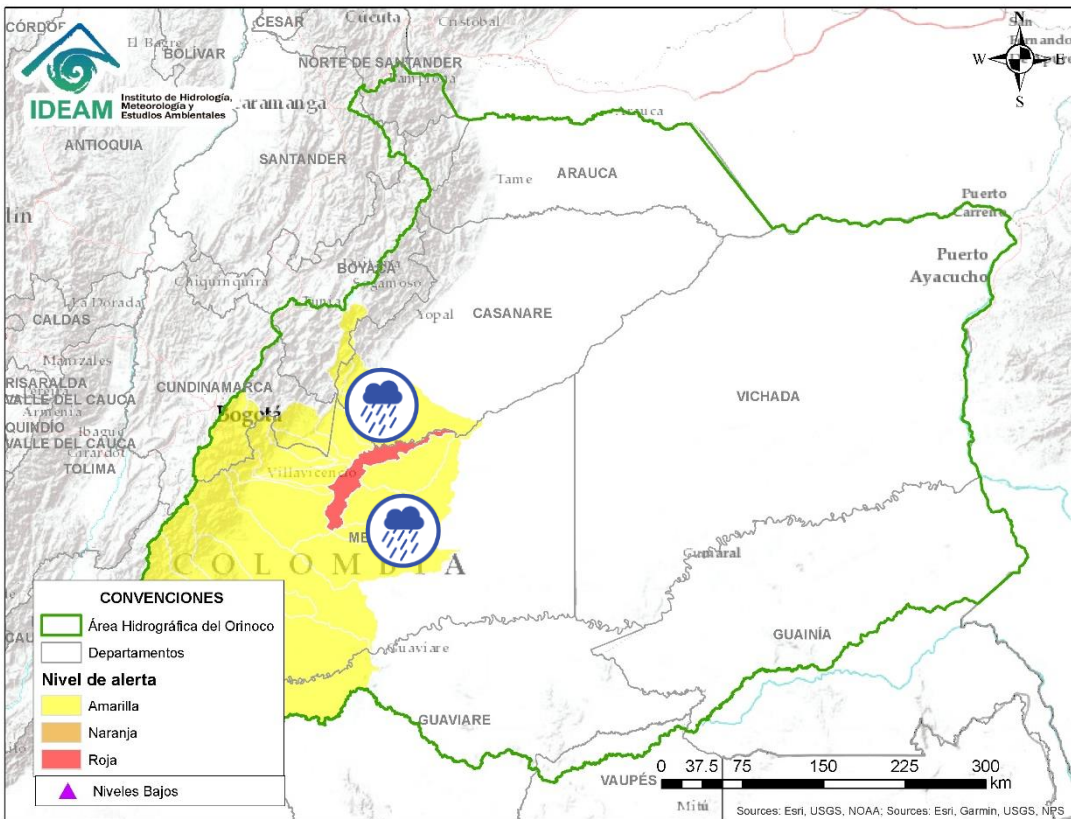 CESAR
Cucuta
Cristobal
El Bagre
BOLÍVAR
NORTE DE SANTANDER
N
W
E
S
San
Fernando
IDEAM
Instituto de Hidrología,
Meteorología y
Estudios Ambientales
Arauca
ANTIOQUIA
SANTANDER
ARAUCA
Tame
Puerto
Carreño
Puerto
Ayacucho
BOYACÁ
Chiquinquira
Tunja
La Dorada
Yopal
CASANARE
CALDAS
Manizales
CUNDINAMARCA
RISARALDA
VALLE DEL CAUCA
Armenia
Bogotá
VICHADA
QUINDÍO
Ibague
VALLE DEL CAUCA
Girardot
TOLIMA
Villavicencio
COLOMBIA
GUAINÍA
Guaviare
GUAVIARE
VAUPÉS
Mitú
CONVENCIONES
Área Hidrográfica del Orinoco
Departamentos
Nivel de alerta
Amarilla
Naranja
Roja
Niveles Bajos
0 37,5 75 150 225 300
km
Sources: Esri, USGS, NOAA; Sources: Esri, Garmin, USGS, NPS